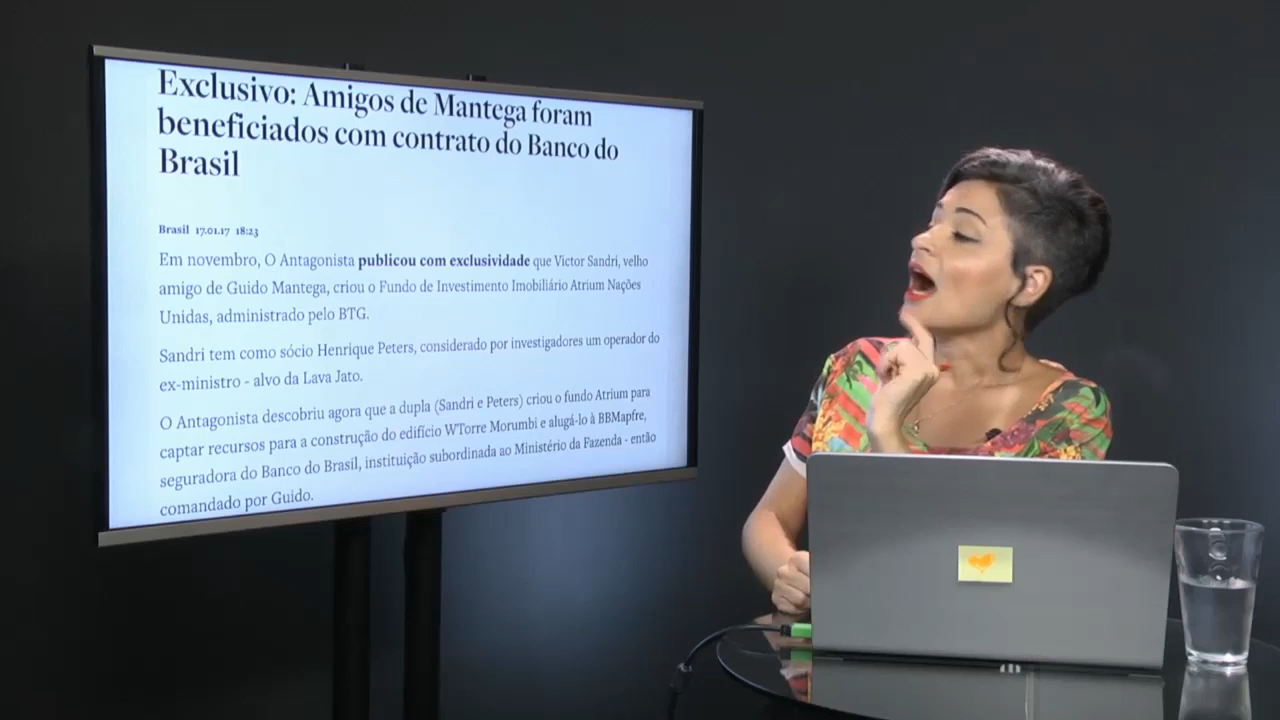 Exclusivo: Amigos de Mantega foram
beneficiados com contrato do Banco do
Brasil
Brasil 17.01.17 18:23
Em novembro, O Antagonista publicou com exclusividade que Victor Sandri, velho
amigo de Guido Mantega, criou o Fundo de Investimento Imobiliário Atrium Nações
Unidas, administrado pelo BTG.
Sandri tem como sócio Henrique Peters, considerado por investigadores um operador do
ex-ministro - alvo da Lava Jato.
O Antagonista descobriu agora que a dupla (Sandri e Peters) criou o fundo Atrium para
captar recursos para a construção do edifício WTorre Morumbi e alugá-lo à BBMapfre,
seguradora do Banco do Brasil, instituição subordinada ao Ministério da Fazenda - então
comandado por Guido.